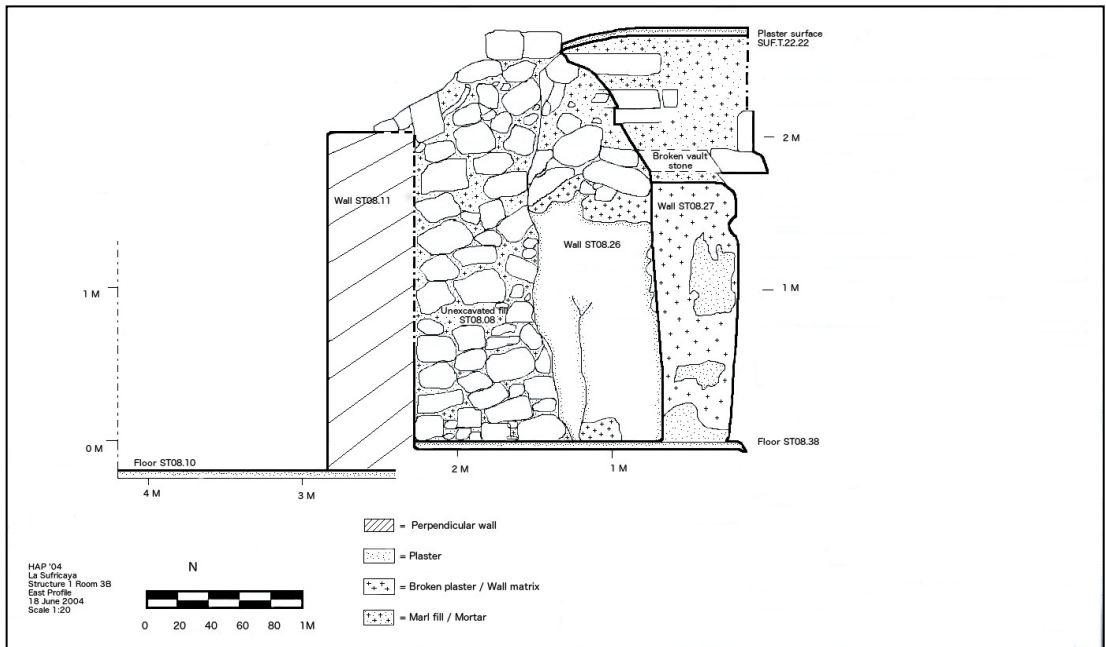 Plaster surface
SUF.T.22.22
2 M
Broken vault
stone
Wall ST08.11
Wall ST08.27
Wall ST08.26
1 M
1 M
Unexcavated fill
ST08.08
0 M
Floor ST08.38
Floor ST08.10
2 M
1 M
4 M
3 M
= Perpendicular wall
= Plaster
= Broken plaster / Wall matrix
= Marl fill / Mortar
HAP '04
La Sufricaya
Structure 1 Room 3B
East Profile
18 June 2004
Scale 1:20
N
0 20 40 60 80 1M